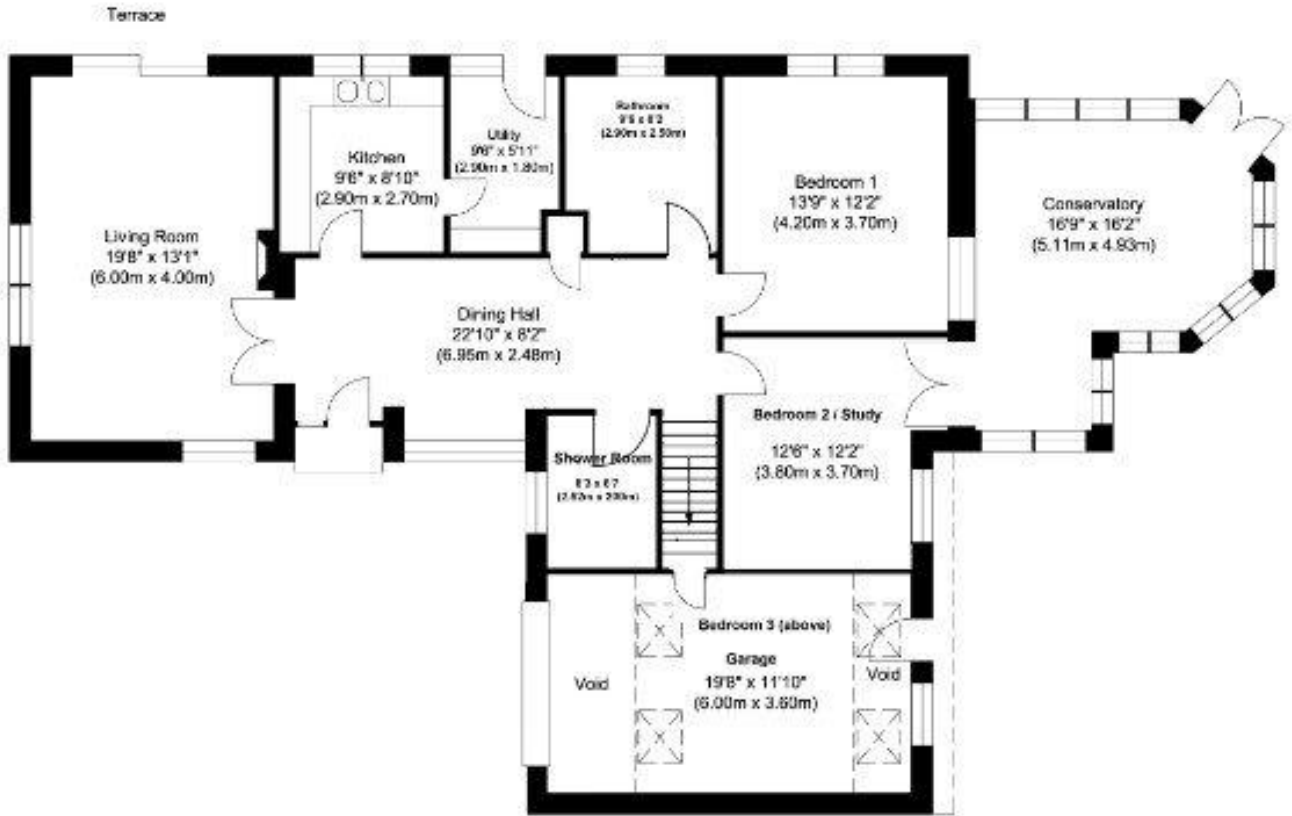 Terrace
Living Room
19'8" x 13'1"
(6.00m x 4.00m)
Kitchen
9'6" x 8'10"
(2.90m x 2.70m)
Utility
9'6" x 5'11"
(2.90m x 1.80m)
Bathroom
(2.90m x 2.50m)
Bedroom 1
13'9" x 12'2"
(4.20m x 3.70m)
Conservatory
16'9" x 16'2"
(5.11m x 4.93m)
Dining Hall
22'10" x 8'2"
(6.95m x 2.48m)
Bedroom 2 / Study
12'6" x 12'2"
(3.80m x 3.70m)
Shower Room
Bedroom 3 (above)
Garage
19'8" x 11'10"
(6.00m x 3.60m)
Void
Void